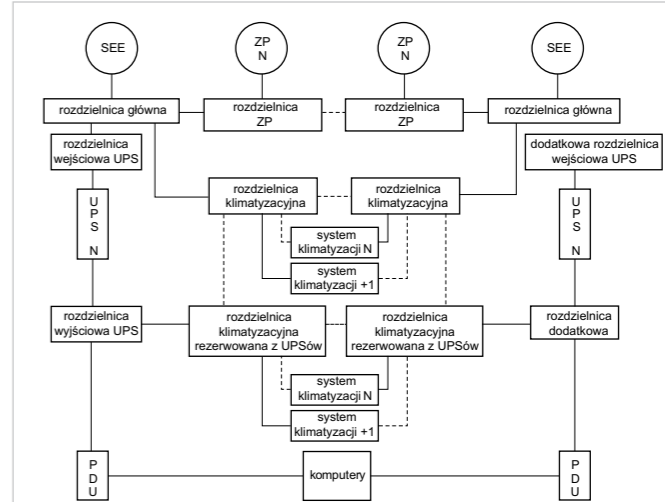 SEE
ZP
N
ZP
N
SEE
rozdzielnica główna
rozdzielnica
ZP
rozdzielnica
ZP
rozdzielnica główna
rozdzielnica
wejściowa UPS
dodatkowa rozdzielnica
wejściowa UPS
rozdzielnica
klimatyzacyjna
rozdzielnica
klimatyzacyjna
U
P
S
N
U
P
S
N
system
klimatyzacji N
system
klimatyzacji +1
rozdzielnica
wyjściowa UPS
rozdzielnica
klimatyzacyjna
rezerwowana z UPSów
rozdzielnica
klimatyzacyjna
rezerwowana z UPSów
rozdzielnica
dodatkowa
system
klimatyzacji N
system
klimatyzacji +1
P
D
U
komputery
P
D
U